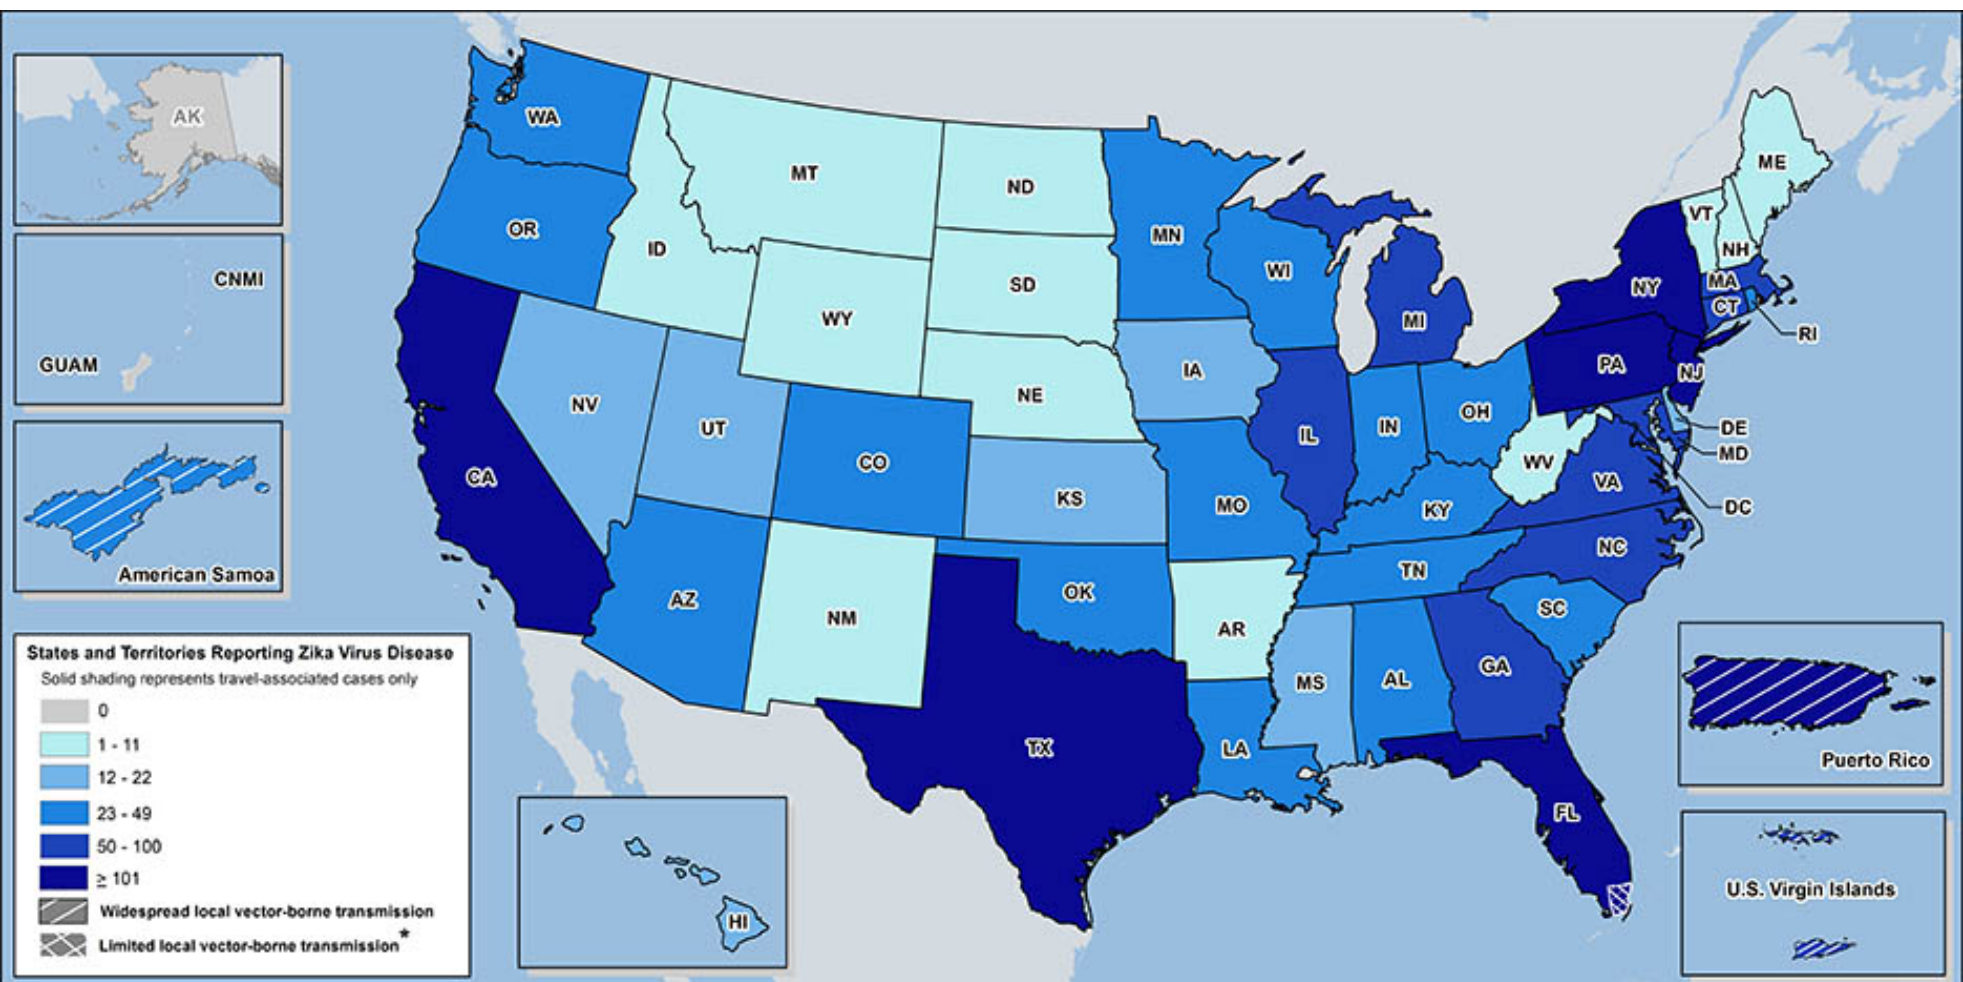 AK
CNMI
GUAM
American Samoa
States and Territories Reporting Zika Virus Disease
Solid shading represents travel-associated cases only
0
1 - 11
12 - 22
23 - 49
50 - 100
≥ 101
Widespread local vector-borne transmission
Limited local vector-borne transmission*
WA
OR
CA
ID
NV
MT
WY
UT
AZ
CO
NM
ND
SD
NE
KS
OK
TX
MN
IA
MO
AR
LA
WI
IL
MI
IN
OH
KY
TN
MS
AL
GA
FL
SC
NC
VA
WV
PA
NY
NJ
VT
NH
ME
MA
CT
RI
DE
MD
DC
HI
Puerto Rico
U.S. Virgin Islands